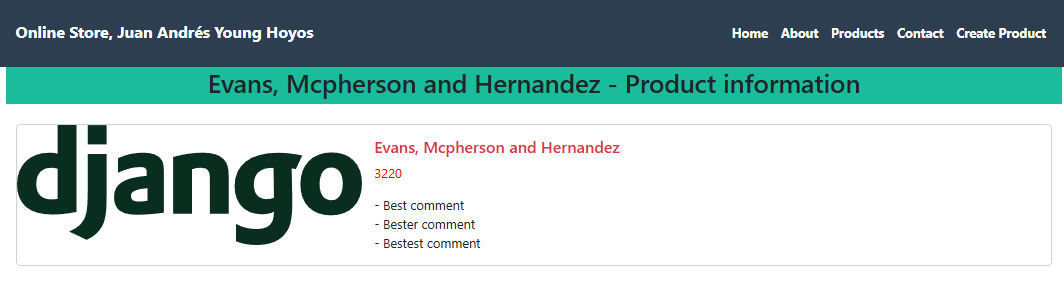 Online Store, Juan Andrés Young Hoyos
Home About Products Contact Create Product
Evans, Mcpherson and Hernandez - Product information
django
Evans, Mcpherson and Hernandez
3220
- Best comment
- Bester comment
- Bestest comment